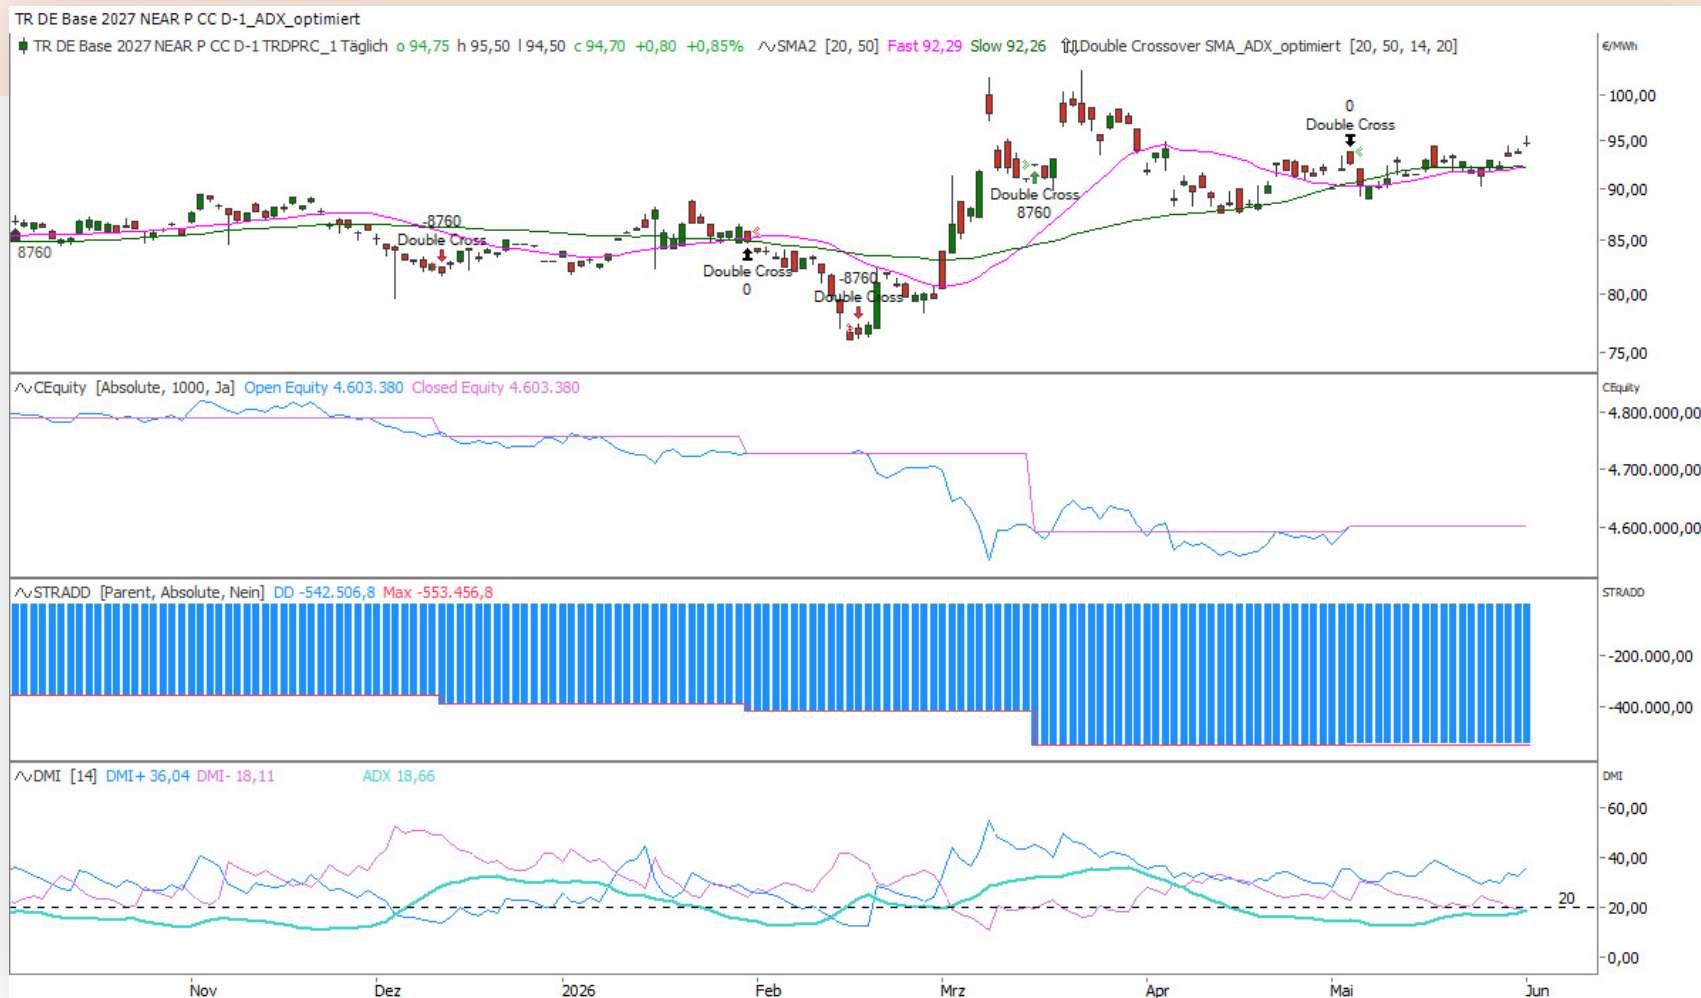 TR DE Base 2027 NEAR P CC D-1_ADX_optimiert
TR DE Base 2027 NEAR P CC D-1 TRDPRC_1 Täglich o 94,75 h 95,50 l 94,50 c 94,70 +0,80 +0,85% SMA2 [20, 50] Fast 92,29 Slow 92,26 Double Crossover SMA_ADX_optimiert [20, 50, 14, 20]
€/MWh
100,00
0
Double Cross
95,00
Double Cross
8760
90,00
-8760
Double Cross
8760
85,00
Double Cross
0
-8760
Double Cross
80,00
75,00
CEquity [Absolute, 1000, Ja] Open Equity 4.603.380 Closed Equity 4.603.380
CEquity
4.800.000,00
4.700.000,00
4.600.000,00
STRADD [Parent, Absolute, Nein] DD -542.506,8 Max -553.456,8
STRADD
-200.000,00
-400.000,00
DMI [14] DMI+ 36,04 DMI- 18,11 ADX 18,66
DMI
60,00
40,00
20
20,00
0,00
Nov Dez 2026 Feb Mrz Apr Mai Jun